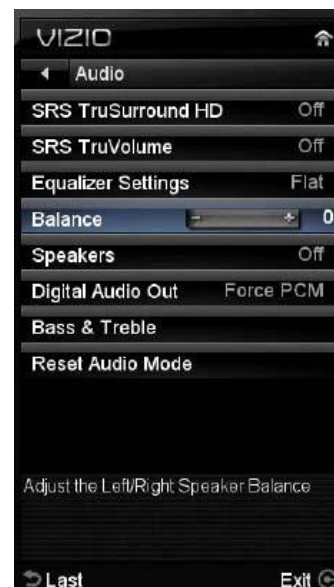 VIZIO
Audio
SRS TruSurround HD Off
SRS TruVolume Off
Equalizer Settings Flat
Balance - + 0
Speakers Off
Digital Audio Out Force PCM
Bass & Treble
Reset Audio Mode
Adjust the Left/Right Speaker Balance
Last Exit